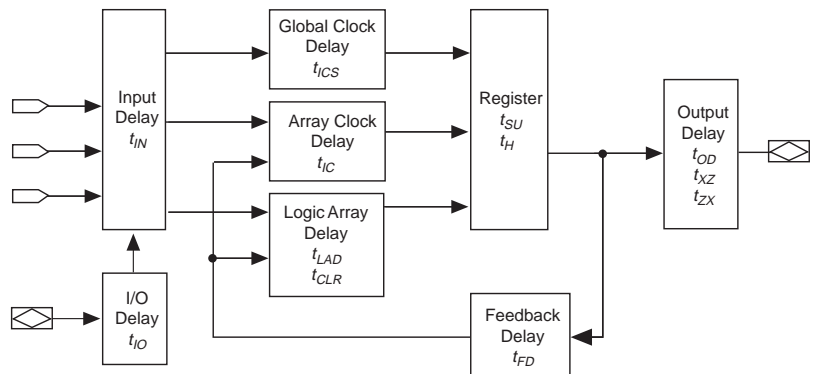 Input
Delay
tIN
Global Clock
Delay
tICS
Array Clock
Delay
tIC
Logic Array
Delay
tLAD
tCLR
Register
tSU
tH
Output
Delay
tOD
tXZ
tZX
I/O
Delay
tIO
Feedback
Delay
tFD